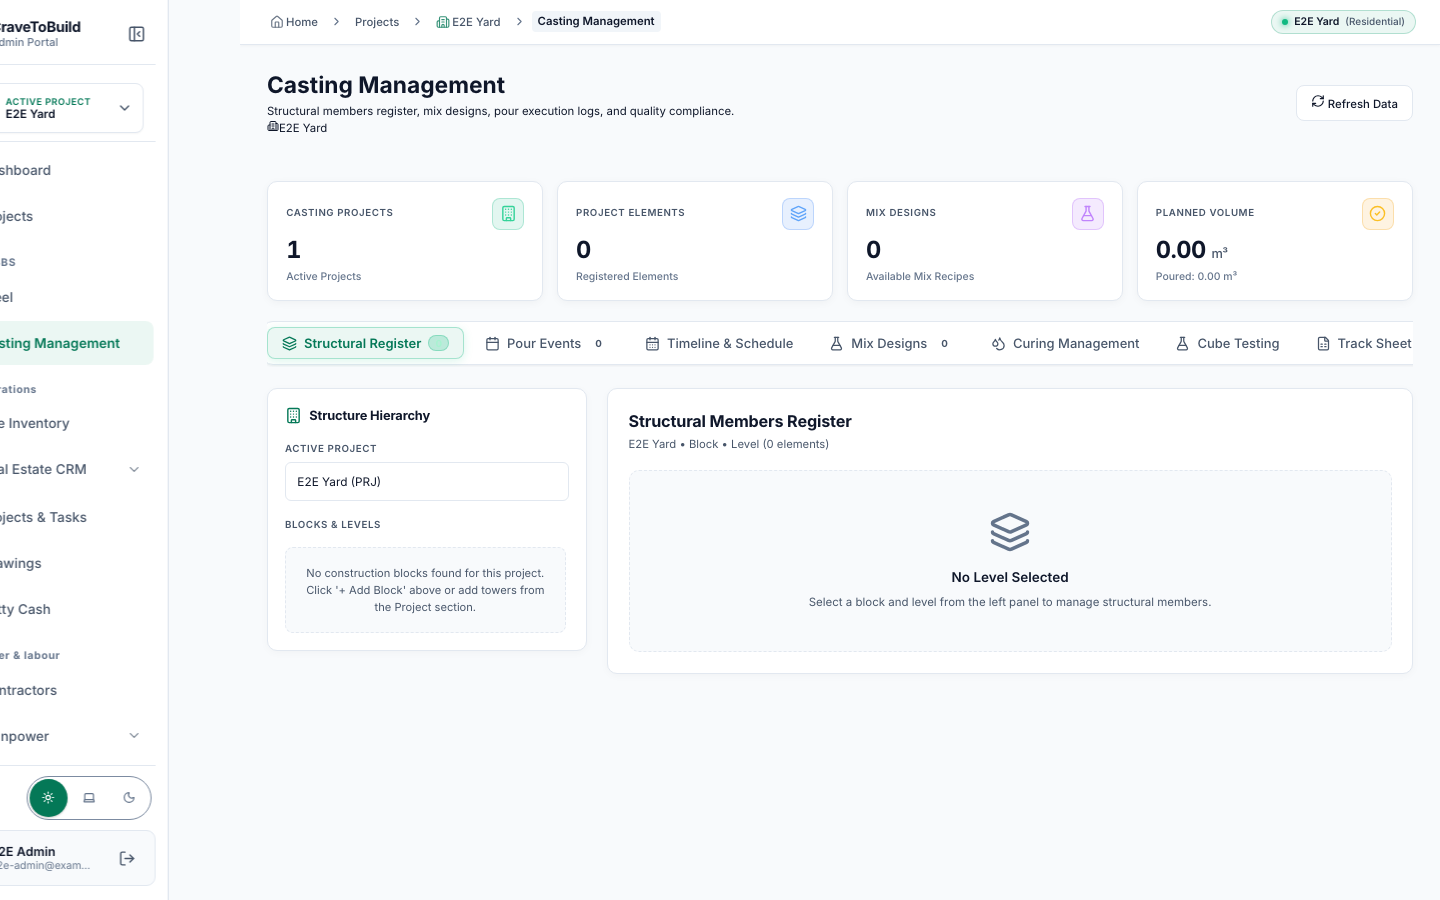 raveToBuild
dmin Portal
ACTIVE PROJECT
E2E Yard
shboard
jects
BS
eel
sting Management
rations
e Inventory
al Estate CRM
jects & Tasks
awings
tty Cash
er & labour
ntractors
npower
2E Admin
2e-admin@exam...
Home
Projects
E2E Yard
Casting Management
E2E Yard (Residential)
Casting Management
Structural members register, mix designs, pour execution logs, and quality compliance.
E2E Yard
Refresh Data
CASTING PROJECTS
1
Active Projects
PROJECT ELEMENTS
0
Registered Elements
MIX DESIGNS
0
Available Mix Recipes
PLANNED VOLUME
0.00 m³
Poured: 0.00 m³
Structural Register
Pour Events 0
Timeline & Schedule
Mix Designs 0
Curing Management
Cube Testing
Track Sheet
Structure Hierarchy
ACTIVE PROJECT
E2E Yard (PRJ)
BLOCKS & LEVELS
No construction blocks found for this project.
Click '+ Add Block' above or add towers from
the Project section.
Structural Members Register
E2E Yard • Block • Level (0 elements)
No Level Selected
Select a block and level from the left panel to manage structural members.